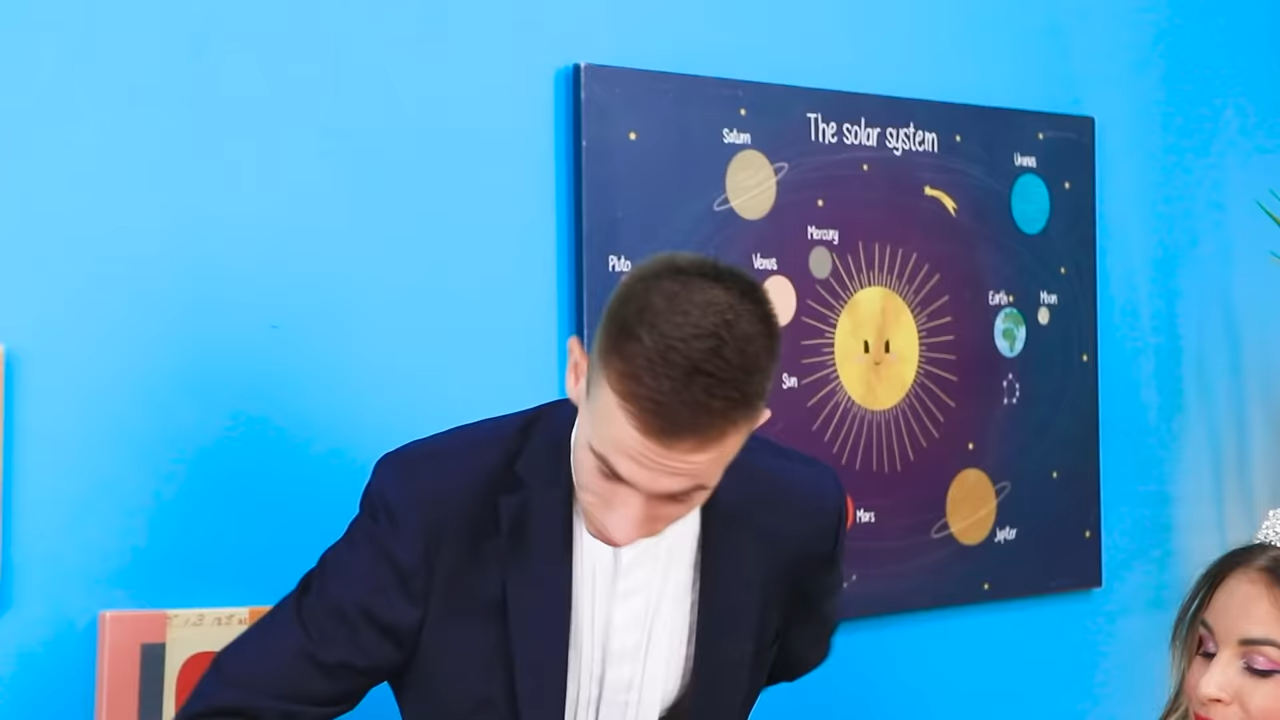 The solar system
Saturn
Uranus
Mercury
Pluto
Venus
Earth
Moon
Sun
Mars
Jupiter